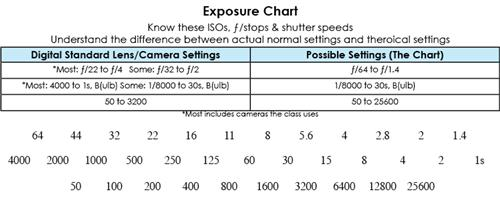 Exposure Chart
Know these ISOs, ƒ/stops & shutter speeds
Understand the difference between actual normal settings and theroical settings
Digital Standard Lens/Camera Settings Possible Settings (The Chart)
*Most: ƒ/22 to ƒ/4 Some: ƒ/32 to ƒ/2 ƒ/64 to ƒ/1.4
*Most: 4000 to 1s, B(ulb) Some: 1/8000 to 30s, B(ulb) 1/8000 to 30s, B(ulb)
50 to 3200 50 to 25600
*Most includes cameras the class uses
64 44 32 22 16 11 8 5.6 4 2.8 2 1.4
4000 2000 1000 500 250 125 60 30 15 8 4 2 1s
50 100 200 400 800 1600 3200 6400 12800 25600